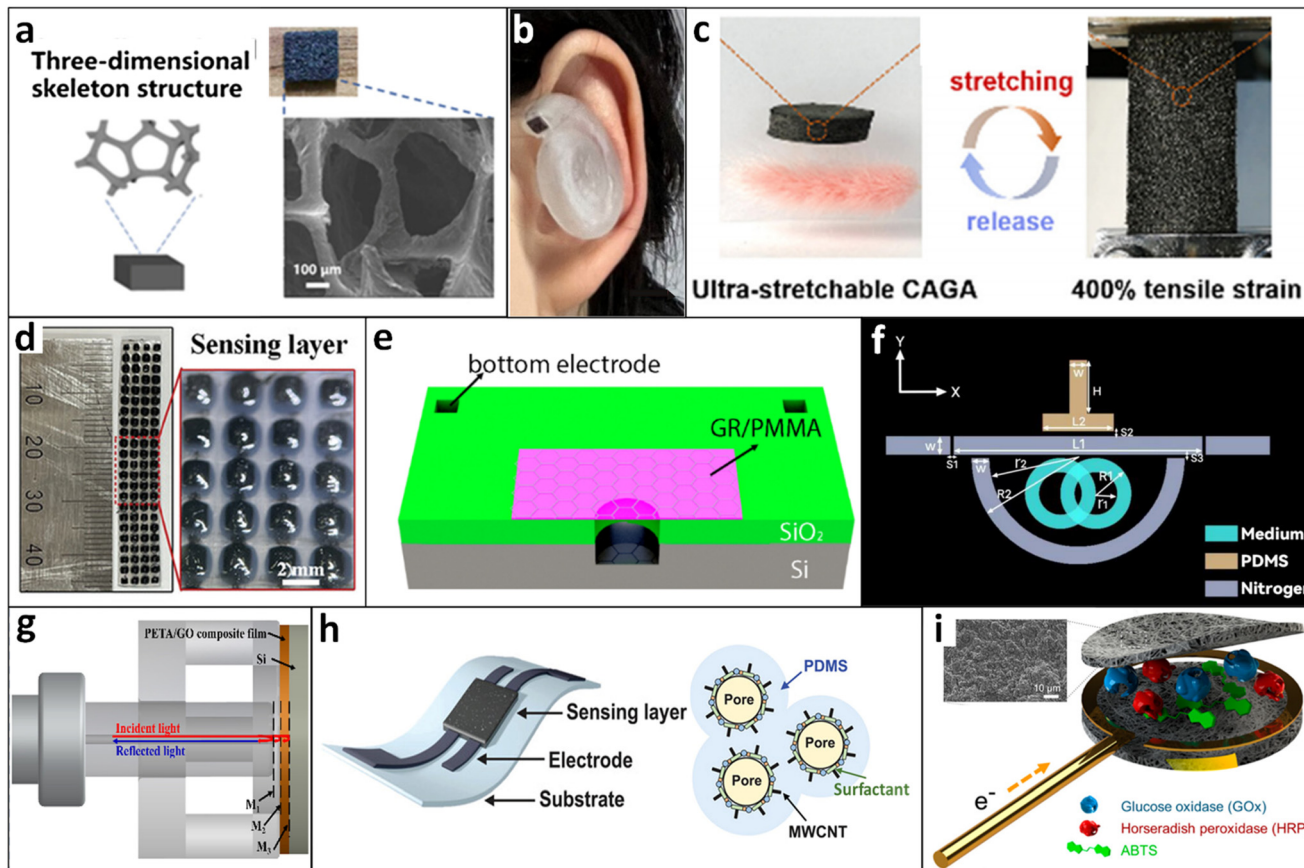 a
Three-dimensional
skeleton structure
100 μm
b
c
stretching
release
Ultra-stretchable CAGA
400% tensile strain
d
Sensing layer
10
20
30
40
2 mm
e
bottom electrode
GR/PMMA
SiO₂
Si
f
Y
X
W
H
L2
S2
W
S1
L1
S3
W
r2
R2
R1
r1
Medium
PDMS
Nitrogen
g
PETA/GO composite film
Si
Incident light
Reflected light
M₁
M₂
M₃
h
Sensing layer
Electrode
Substrate
PDMS
Pore
Pore
Pore
Surfactant
MWCNT
i
10 μm
e⁻
Glucose oxidase (GOx)
Horseradish peroxidase (HRP
ABTS